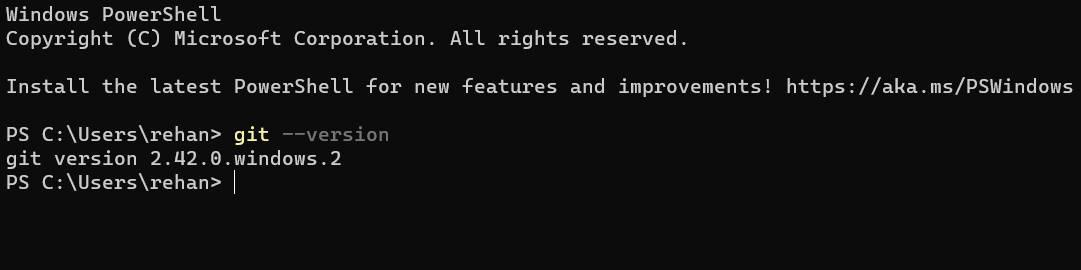 Windows PowerShell
Copyright (C) Microsoft Corporation. All rights reserved.
Install the latest PowerShell for new features and improvements! https://aka.ms/PSWindows
PS C:\Users\rehan> git --version
git version 2.42.0.windows.2
PS C:\Users\rehan>